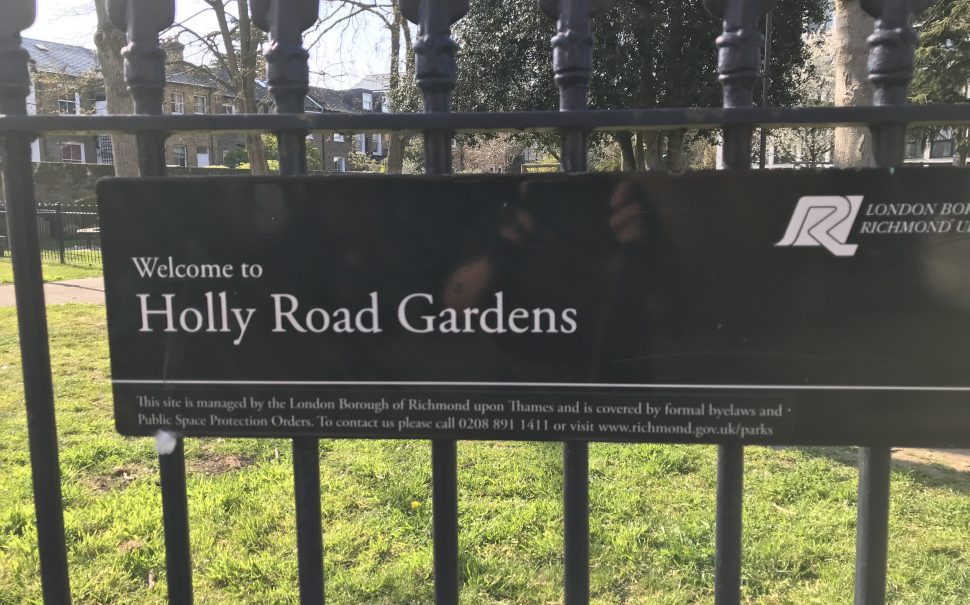 LONDON
RICHMOND
Welcome to
Holly Road Gardens
This site is managed by the London Borough of Richmond upon Thames and is covered by formal byelaws and
Public Space Protection Orders. To contact us please call 0208 891 1411 or visit www.richmond.gov.uk/parks